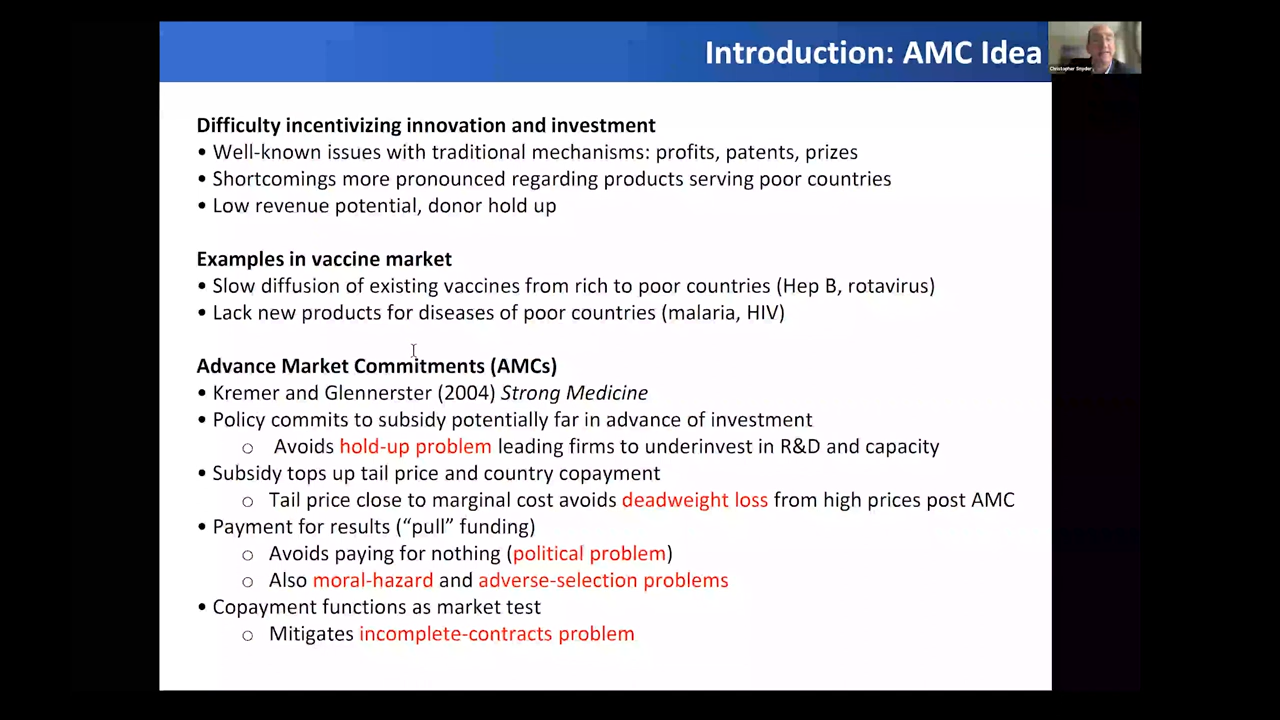 Introduction: AMC Idea
Christopher Snyder
Difficulty incentivizing innovation and investment
• Well-known issues with traditional mechanisms: profits, patents, prizes
• Shortcomings more pronounced regarding products serving poor countries
• Low revenue potential, donor hold up
Examples in vaccine market
• Slow diffusion of existing vaccines from rich to poor countries (Hep B, rotavirus)
• Lack new products for diseases of poor countries (malaria, HIV)
Advance Market Commitments (AMCs)
• Kremer and Glennerster (2004) Strong Medicine
• Policy commits to subsidy potentially far in advance of investment
o Avoids hold-up problem leading firms to underinvest in R&D and capacity
• Subsidy tops up tail price and country copayment
o Tail price close to marginal cost avoids deadweight loss from high prices post AMC
• Payment for results (“pull” funding)
o Avoids paying for nothing (political problem)
o Also moral-hazard and adverse-selection problems
• Copayment functions as market test
o Mitigates incomplete-contracts problem